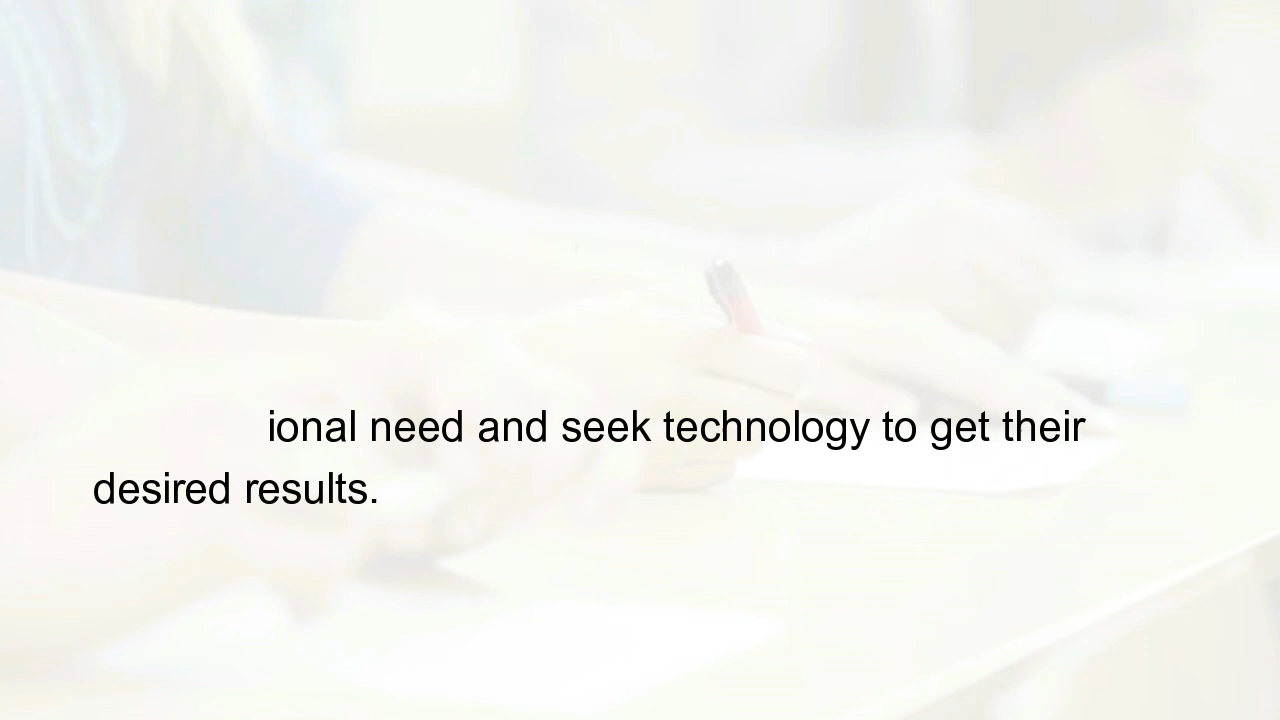 ional need and seek technology to get their
desired results.